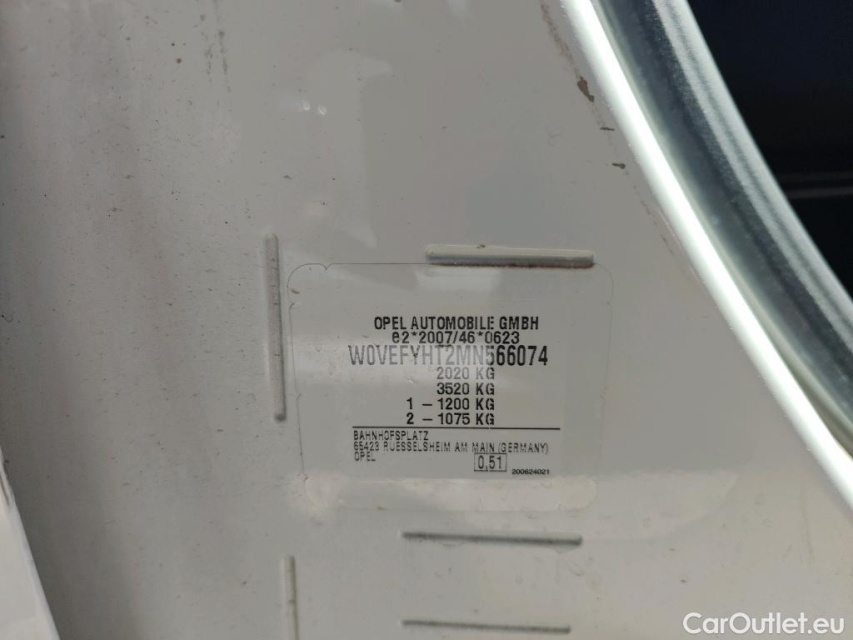 OPEL AUTOMOBILE GMBH
e2*2007/46*0623
W0VEFYHT2MN566074
2020 KG
3520 KG
1 – 1200 KG
2 – 1075 KG
BAHNHOFSPLATZ
65423 RUESSELSHEIM AM MAIN (GERMANY)
OPEL
0,51
200624021
CarOutlet.eu